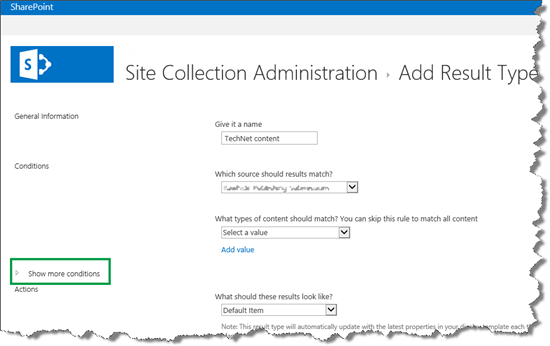 SharePoint
S
Site Collection Administration › Add Result Type
General Information
Give it a name
TechNet content
Conditions
Which source should results match?
What types of content should match? You can skip this rule to match all content
Select a value
Add value
Show more conditions
Actions
What should these results look like?
Default Item
Note: This result type will automatically update with the latest properties in your display template each